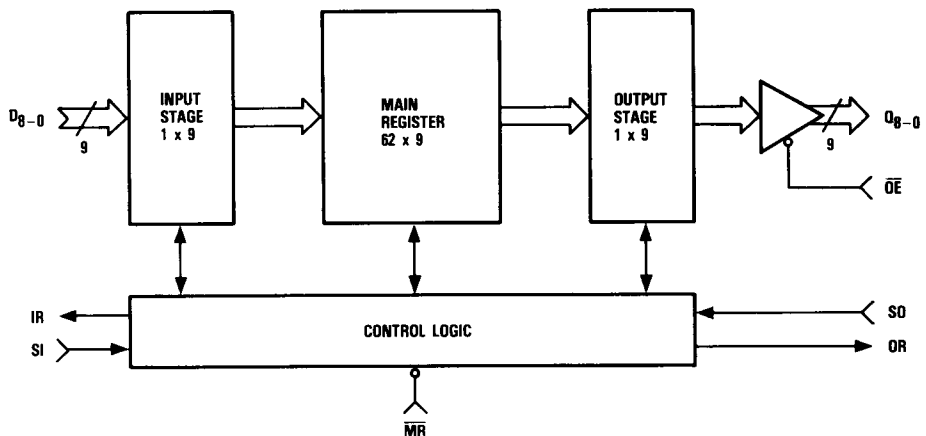 D8-0
9
INPUT
STAGE
1 x 9
MAIN
REGISTER
62 x 9
OUTPUT
STAGE
1 x 9
9
Q8-0
OE
IR
SI
CONTROL LOGIC
SO
OR
MR